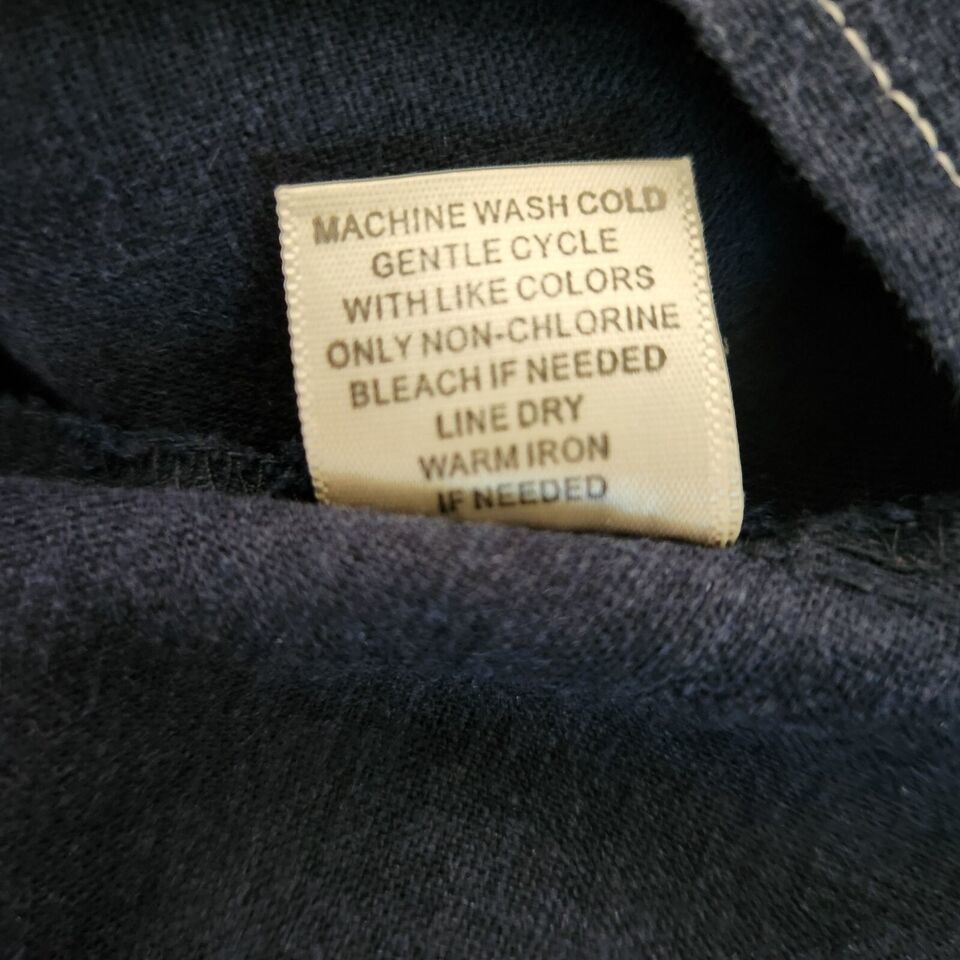 MACHINE WASH COLD
GENTLE CYCLE
WITH LIKE COLORS
ONLY NON-CHLORINE
BLEACH IF NEEDED
LINE DRY
WARM IRON
IF NEEDED